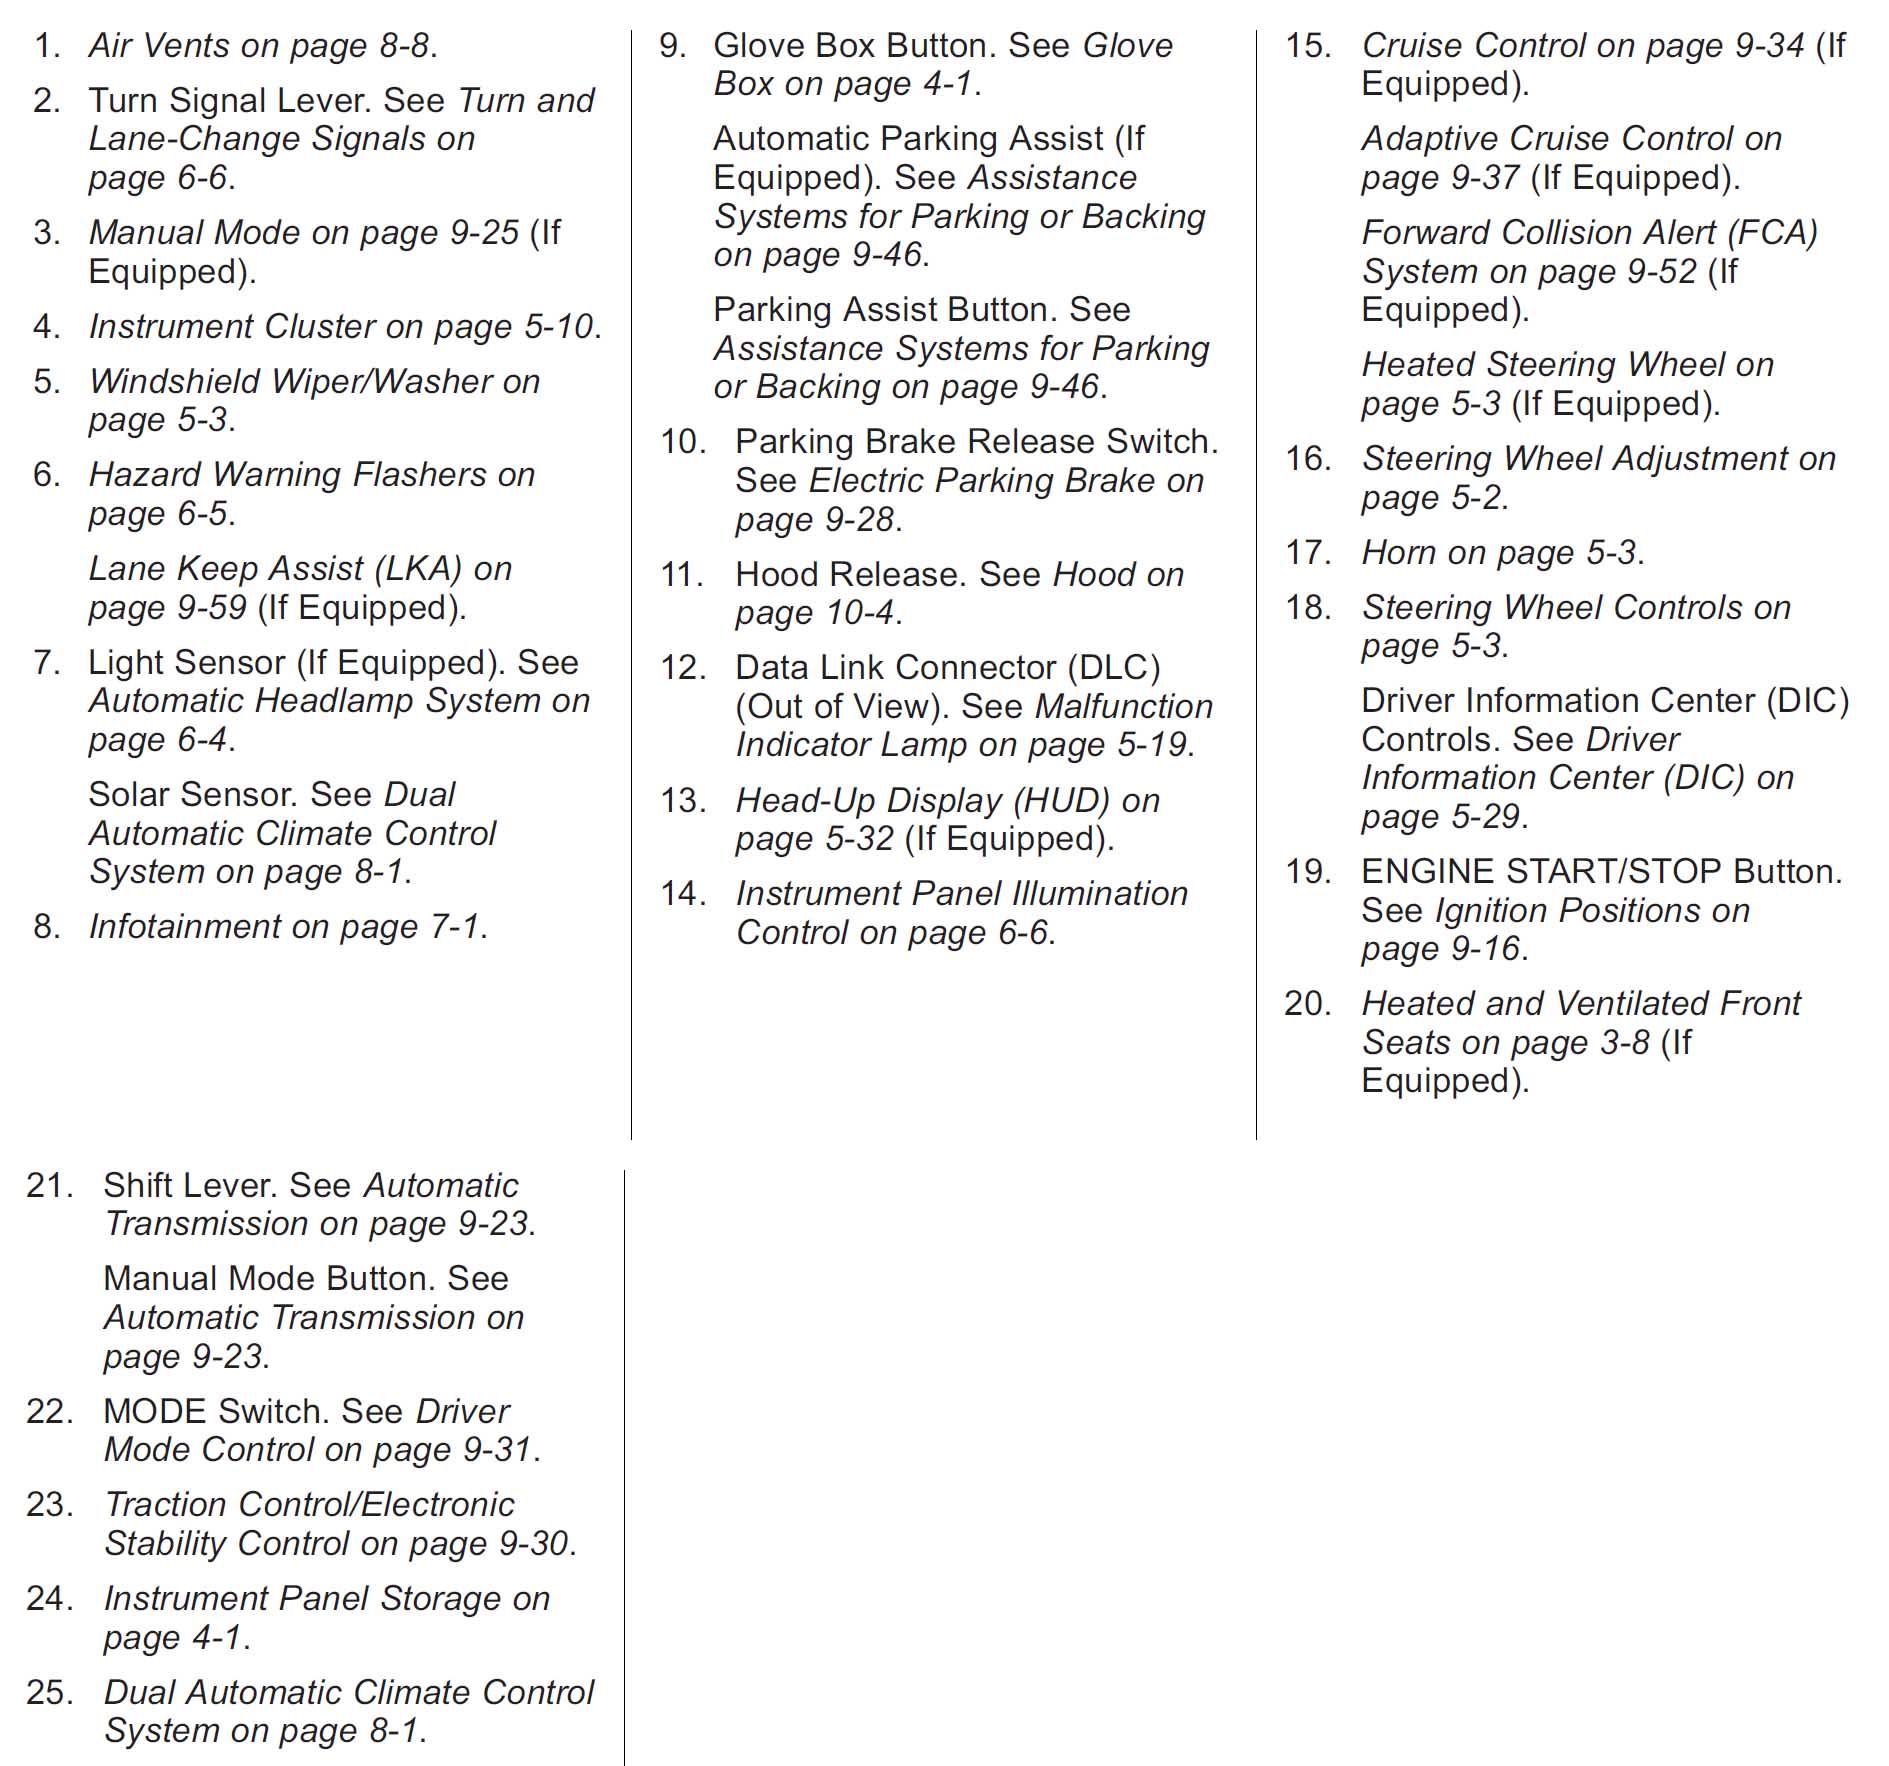 1. Air Vents on page 8-8.
2. Turn Signal Lever. See Turn and
Lane-Change Signals on
page 6-6.
3. Manual Mode on page 9-25 (If
Equipped).
4. Instrument Cluster on page 5-10.
5. Windshield Wiper/Washer on
page 5-3.
6. Hazard Warning Flashers on
page 6-5.
Lane Keep Assist (LKA) on
page 9-59 (If Equipped).
7. Light Sensor (If Equipped). See
Automatic Headlamp System on
page 6-4.
Solar Sensor. See Dual
Automatic Climate Control
System on page 8-1.
8. Infotainment on page 7-1.
9. Glove Box Button. See Glove
Box on page 4-1.
Automatic Parking Assist (If
Equipped). See Assistance
Systems for Parking or Backing
on page 9-46.
Parking Assist Button. See
Assistance Systems for Parking
or Backing on page 9-46.
10. Parking Brake Release Switch.
See Electric Parking Brake on
page 9-28.
11. Hood Release. See Hood on
page 10-4.
12. Data Link Connector (DLC)
(Out of View). See Malfunction
Indicator Lamp on page 5-19.
13. Head-Up Display (HUD) on
page 5-32 (If Equipped).
14. Instrument Panel Illumination
Control on page 6-6.
15. Cruise Control on page 9-34 (If
Equipped).
Adaptive Cruise Control on
page 9-37 (If Equipped).
Forward Collision Alert (FCA)
System on page 9-52 (If
Equipped).
Heated Steering Wheel on
page 5-3 (If Equipped).
16. Steering Wheel Adjustment on
page 5-2.
17. Horn on page 5-3.
18. Steering Wheel Controls on
page 5-3.
Driver Information Center (DIC)
Controls. See Driver
Information Center (DIC) on
page 5-29.
19. ENGINE START/STOP Button.
See Ignition Positions on
page 9-16.
20. Heated and Ventilated Front
Seats on page 3-8 (If
Equipped).
21. Shift Lever. See Automatic
Transmission on page 9-23.
Manual Mode Button. See
Automatic Transmission on
page 9-23.
22. MODE Switch. See Driver
Mode Control on page 9-31.
23. Traction Control/Electronic
Stability Control on page 9-30.
24. Instrument Panel Storage on
page 4-1.
25. Dual Automatic Climate Control
System on page 8-1.